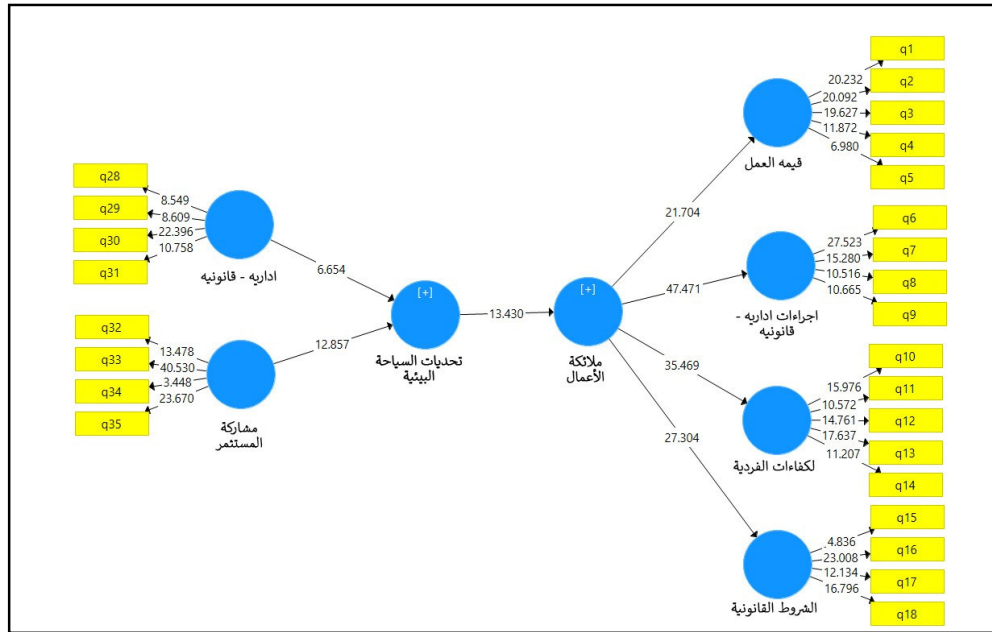 q28
q29
q30
q31
8.549
8.609
22.396
10.758
اداريه - قانونيه
6.654
q32
q33
q34
q35
13.478
40.530
3.448
23.670
مشاركة
المستثمر
12.857
[+]
تحديات السياحة
البيئية
13.430
[+]
ملائكة
الأعمال
21.704
47.471
35.469
27.304
قيمه العمل
20.232
20.092
19.627
11.872
6.980
q1
q2
q3
q4
q5
اجراءات اداريه -
قانونيه
27.523
15.280
10.516
10.665
q6
q7
q8
q9
لكفاءات الفردية
15.976
10.572
14.761
17.637
11.207
q10
q11
q12
q13
q14
الشروط القانونية
4.836
23.008
12.134
16.796
q15
q16
q17
q18